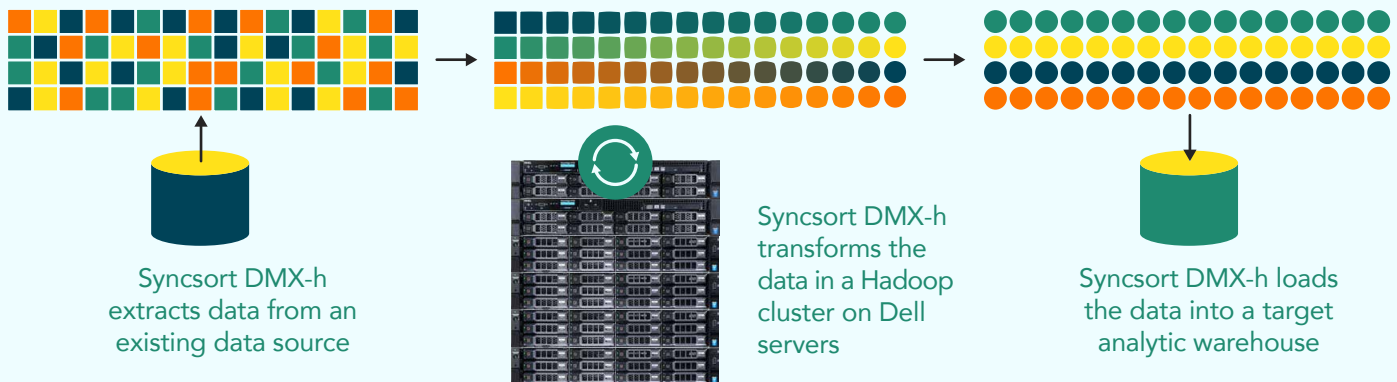 Syncsort DMX-h
extracts data from an
existing data source
Syncsort DMX-h
transforms the
data in a Hadoop
cluster on Dell
servers
Syncsort DMX-h loads
the data into a target
analytic warehouse